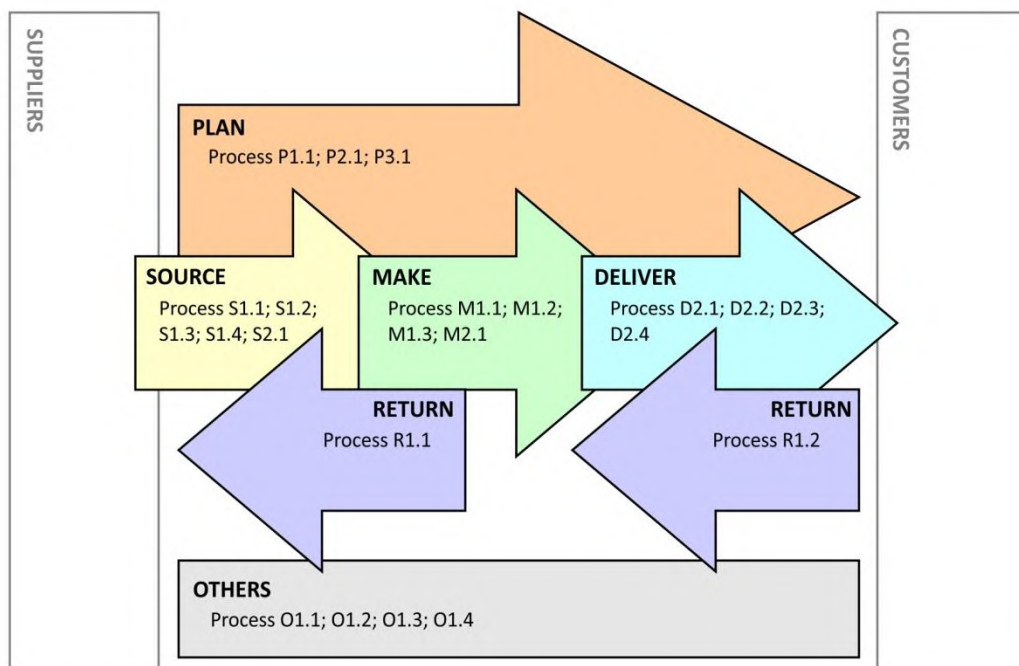 SUPPLIERS
CUSTOMERS
PLAN
Process P1.1; P2.1; P3.1
SOURCE
Process S1.1; S1.2;
S1.3; S1.4; S2.1
MAKE
Process M1.1; M1.2;
M1.3; M2.1
DELIVER
Process D2.1; D2.2; D2.3;
D2.4
RETURN
Process R1.1
RETURN
Process R1.2
OTHERS
Process O1.1; O1.2; O1.3; O1.4